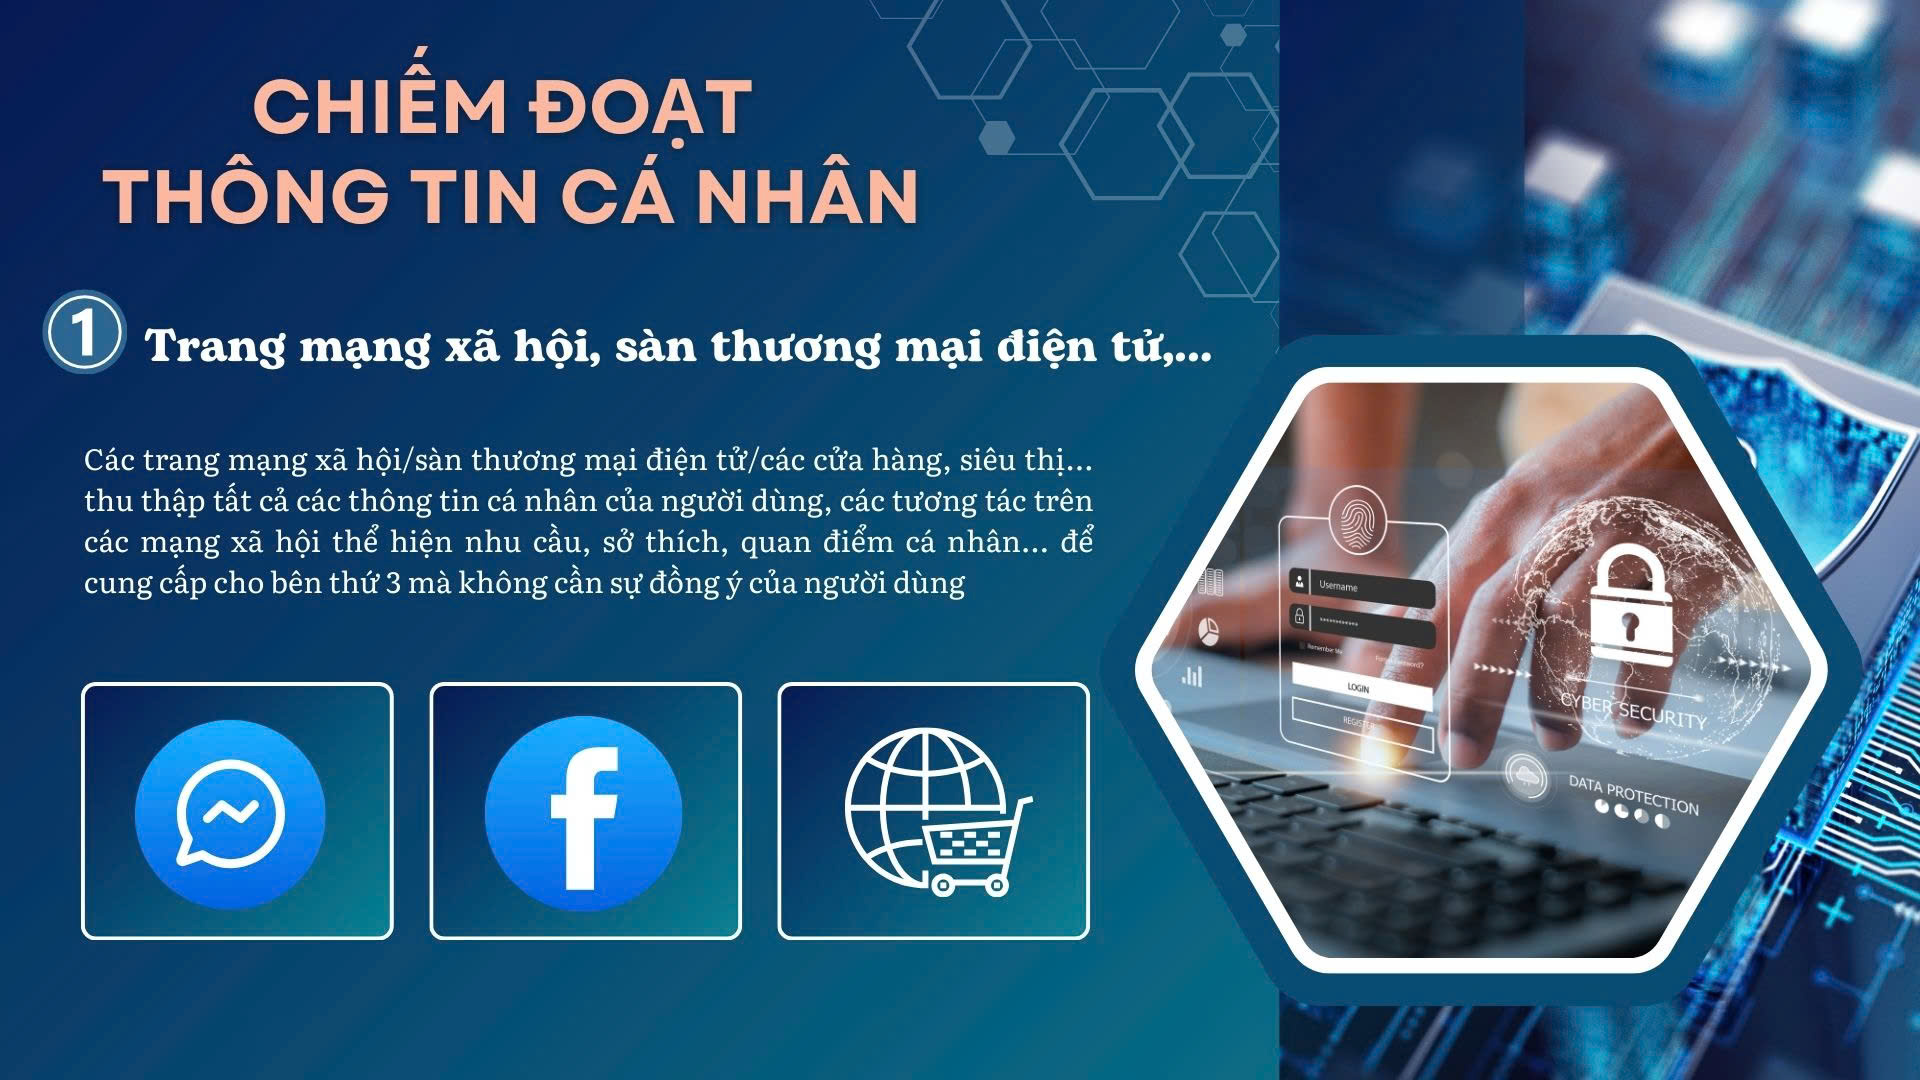 CHIẾM ĐOẠT
THÔNG TIN CÁ NHÂN
1 Trang mạng xã hội, sàn thương mại điện tử,...
Các trang mạng xã hội/sàn thương mại điện tử/các cửa hàng, siêu thị...
thu thập tất cả các thông tin cá nhân của người dùng, các tương tác trên
các mạng xã hội thể hiện nhu cầu, sở thích, quan điểm cá nhân... để
cung cấp cho bên thứ 3 mà không cần sự đồng ý của người dùng
Username
Remember Me
Forgot Password?
LOGIN
REGISTER
CYBER SECURITY
DATA PROTECTION